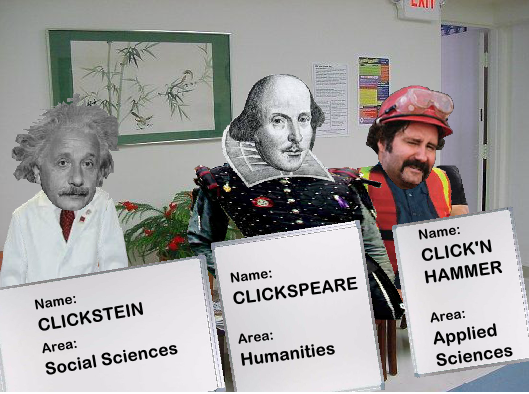 EXIT
Name:
CLICKSTEIN
Area:
Social Sciences
Name:
CLICKSPEARE
Area:
Humanities
Name:
CLICK'N
HAMMER
Area:
Applied
Sciences